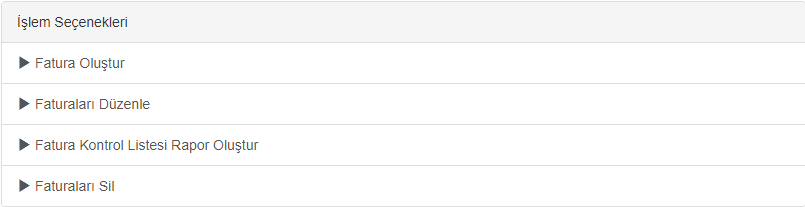 İşlem Seçenekleri
Fatura Oluştur
Faturaları Düzenle
Fatura Kontrol Listesi Rapor Oluştur
Faturaları Sil